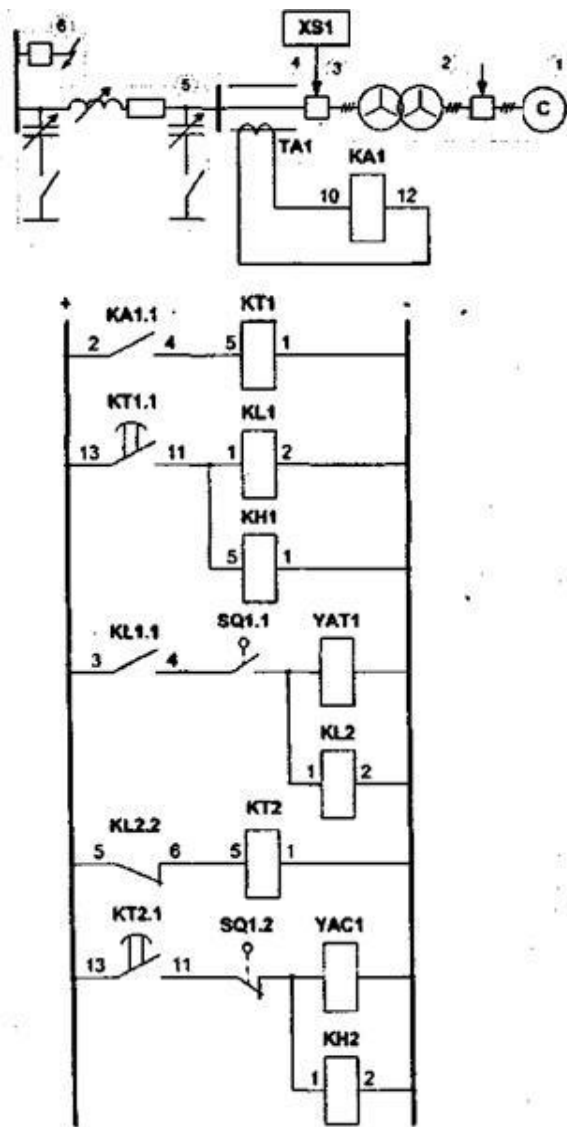 XS1
6
4 3 2 1
5
C
TA1
KA1
10 12
+ -
KA1.1 KT1
2 4 5 1
KT1.1 KL1
13 11 1 2
KH1
5 1
KL1.1 SQ1.1 YAT1
3 4
KL2
1 2
KL2.2 KT2
5 6 5 1
KT2.1 SQ1.2 YAC1
13 11
KH2
1 2